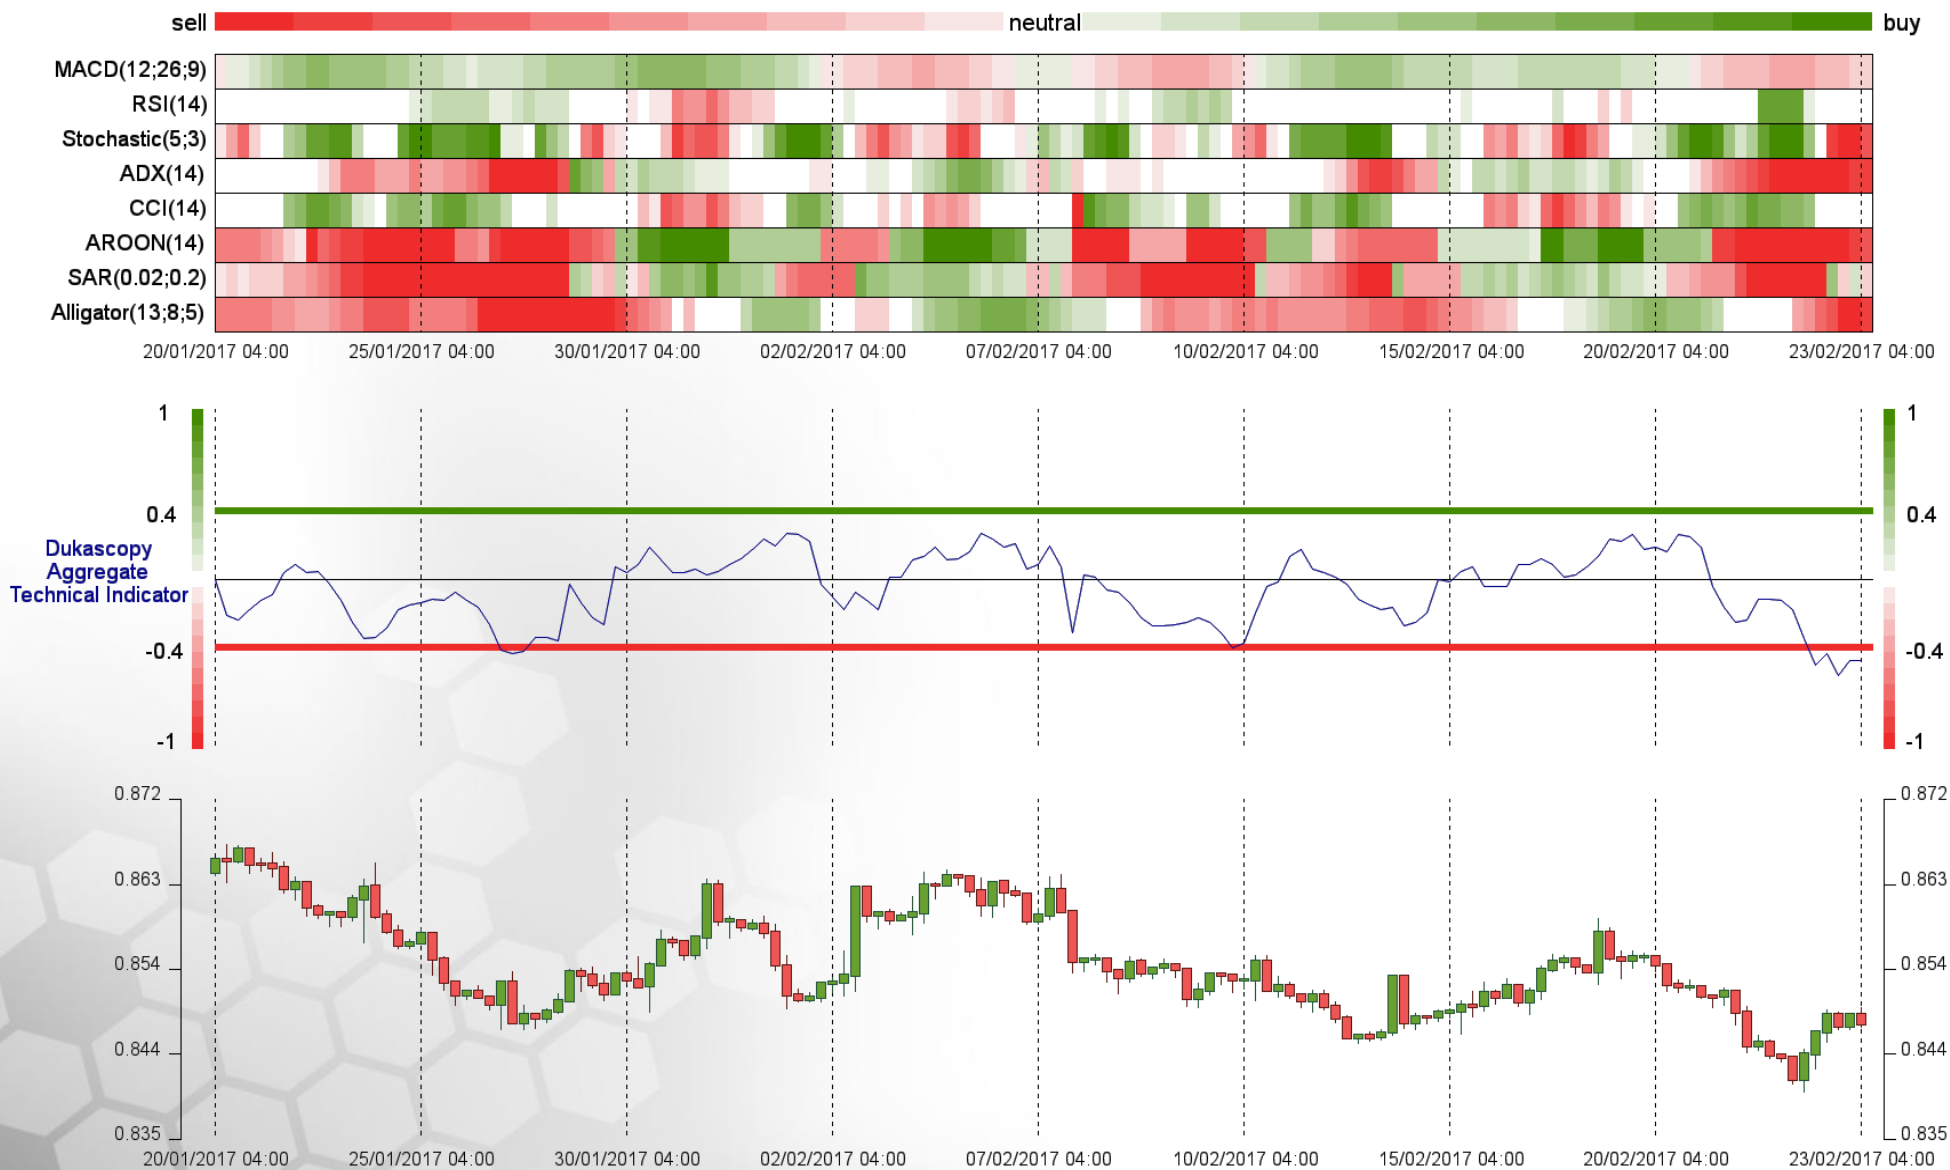 sell neutral buy
MACD(12;26;9)
RSI(14)
Stochastic(5;3)
ADX(14)
CCI(14)
AROON(14)
SAR(0.02;0.2)
Alligator(13;8;5)
20/01/2017 04:00 25/01/2017 04:00 30/01/2017 04:00 02/02/2017 04:00 07/02/2017 04:00 10/02/2017 04:00 15/02/2017 04:00 20/02/2017 04:00 23/02/2017 04:00
1 1
0.4 0.4
Dukascopy
Aggregate
Technical Indicator
-0.4 -0.4
-1 -1
0.872 0.872
0.863 0.863
0.854 0.854
0.844 0.844
0.835 0.835
20/01/2017 04:00 25/01/2017 04:00 30/01/2017 04:00 02/02/2017 04:00 07/02/2017 04:00 10/02/2017 04:00 15/02/2017 04:00 20/02/2017 04:00 23/02/2017 04:00